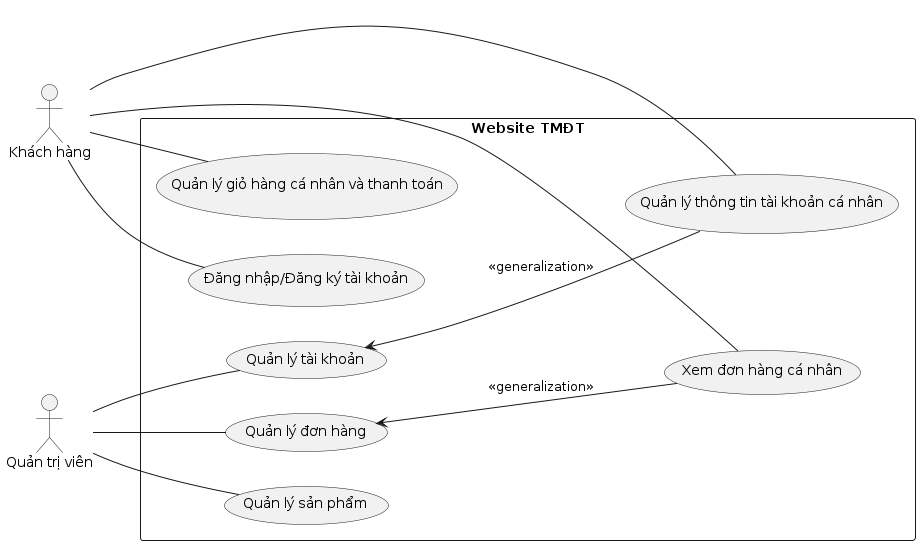 Website TMĐT
Khách hàng
Quản lý giỏ hàng cá nhân và thanh toán
Quản lý thông tin tài khoản cá nhân
«generalization»
Đăng nhập/Đăng ký tài khoản
Quản lý tài khoản
Xem đơn hàng cá nhân
«generalization»
Quản lý đơn hàng
Quản trị viên
Quản lý sản phẩm